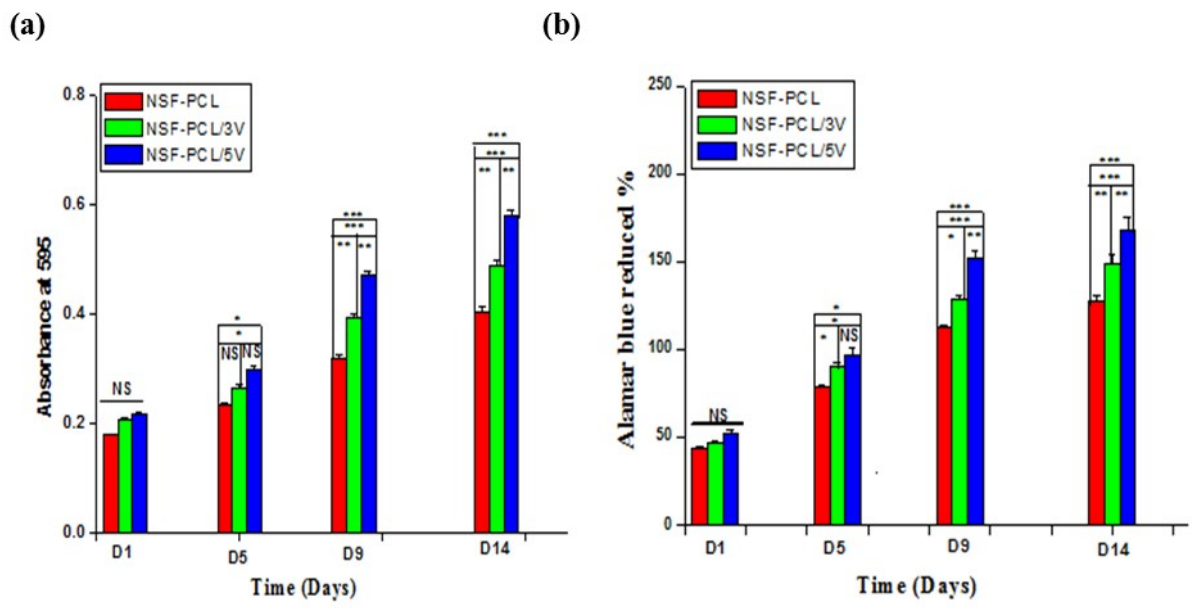 (a)
(b)
NSF-PCL
NSF-PCL/3V
NSF-PCL/5V
Absorbance at 595
0.8
0.6
0.4
0.2
0.0
NS
*
*
NS NS
***
***
** **
***
***
** **
D1 D5 D9 D14
Time (Days)
NSF-PCL
NSF-PCL/3V
NSF-PCL/5V
Alamar blue reduced %
250
200
150
100
50
0
NS
*
*
* NS
***
***
* **
***
***
** **
D1 D5 D9 D14
Time (Days)